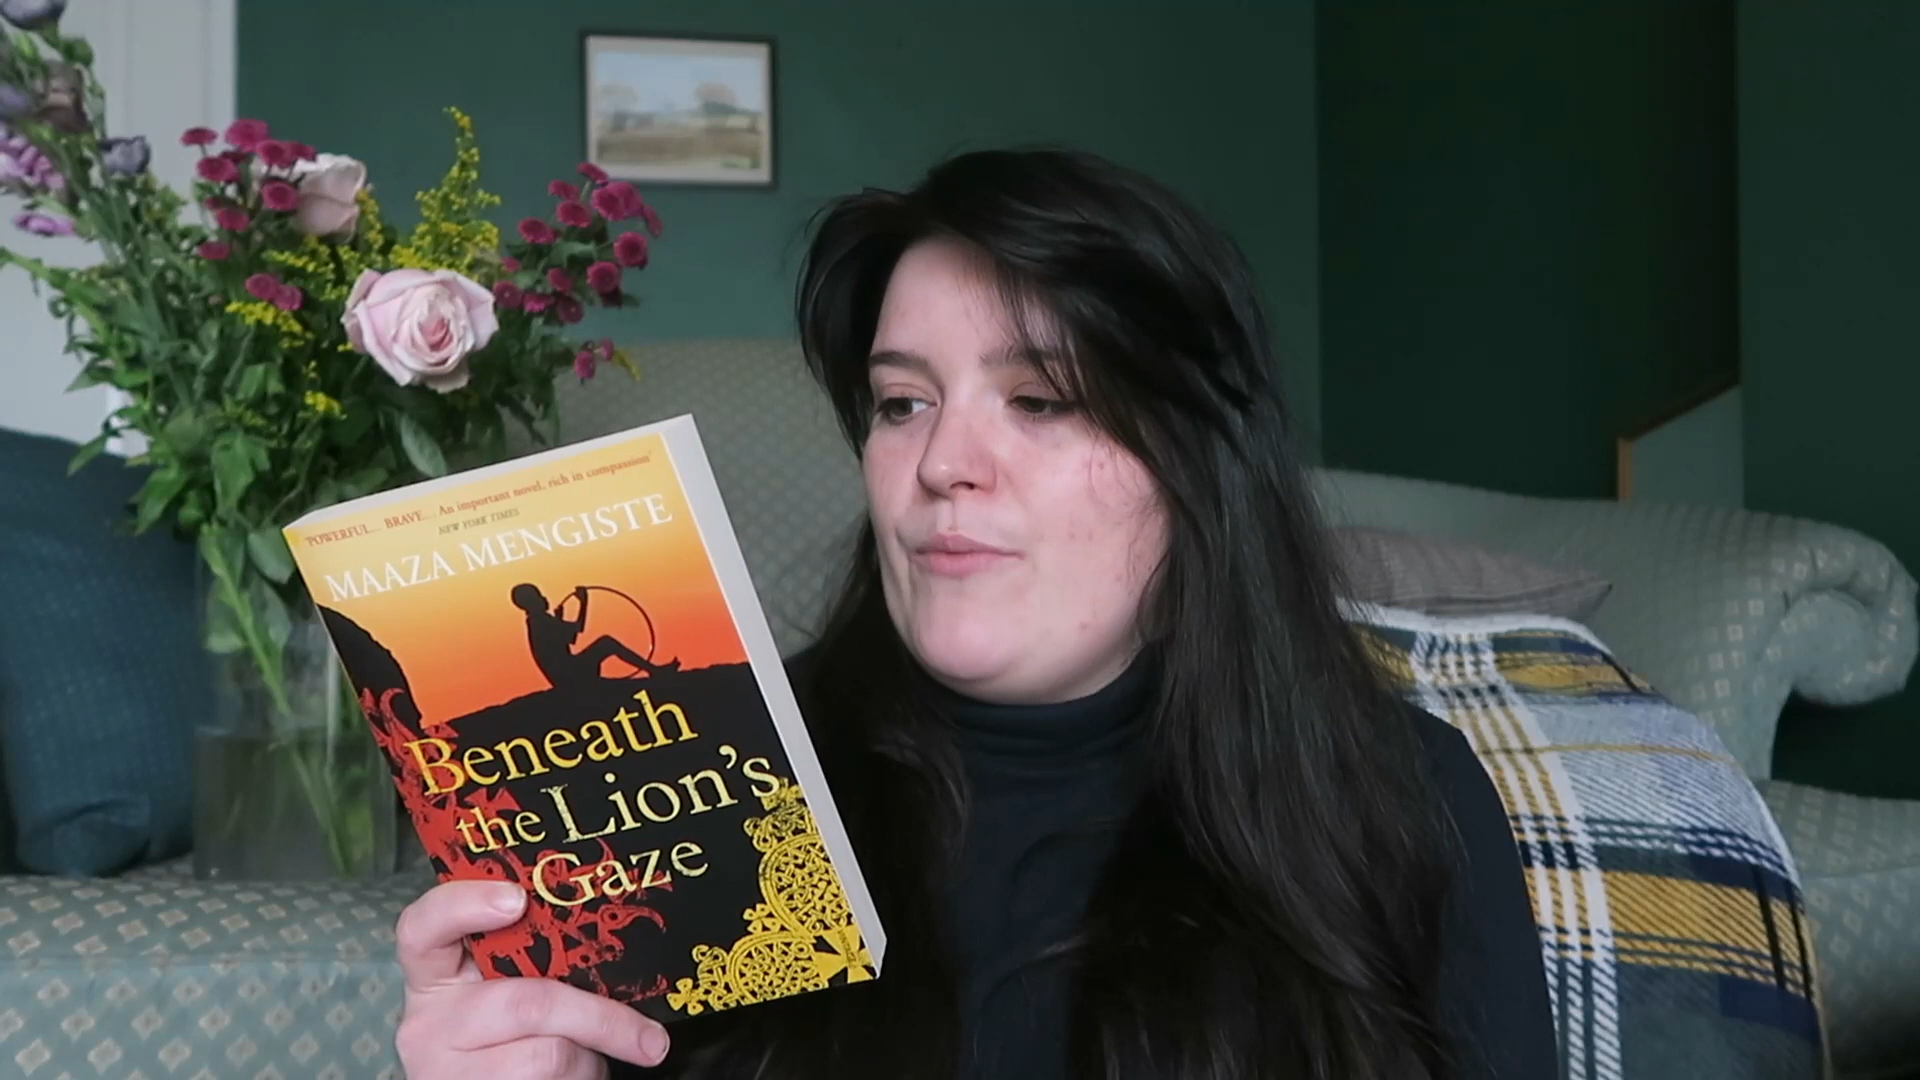 'POWERFUL... BRAVE... An important novel, rich in compassion'
NEW YORK TIMES
MAAZA MENGISTE
Beneath
the Lion's
Gaze